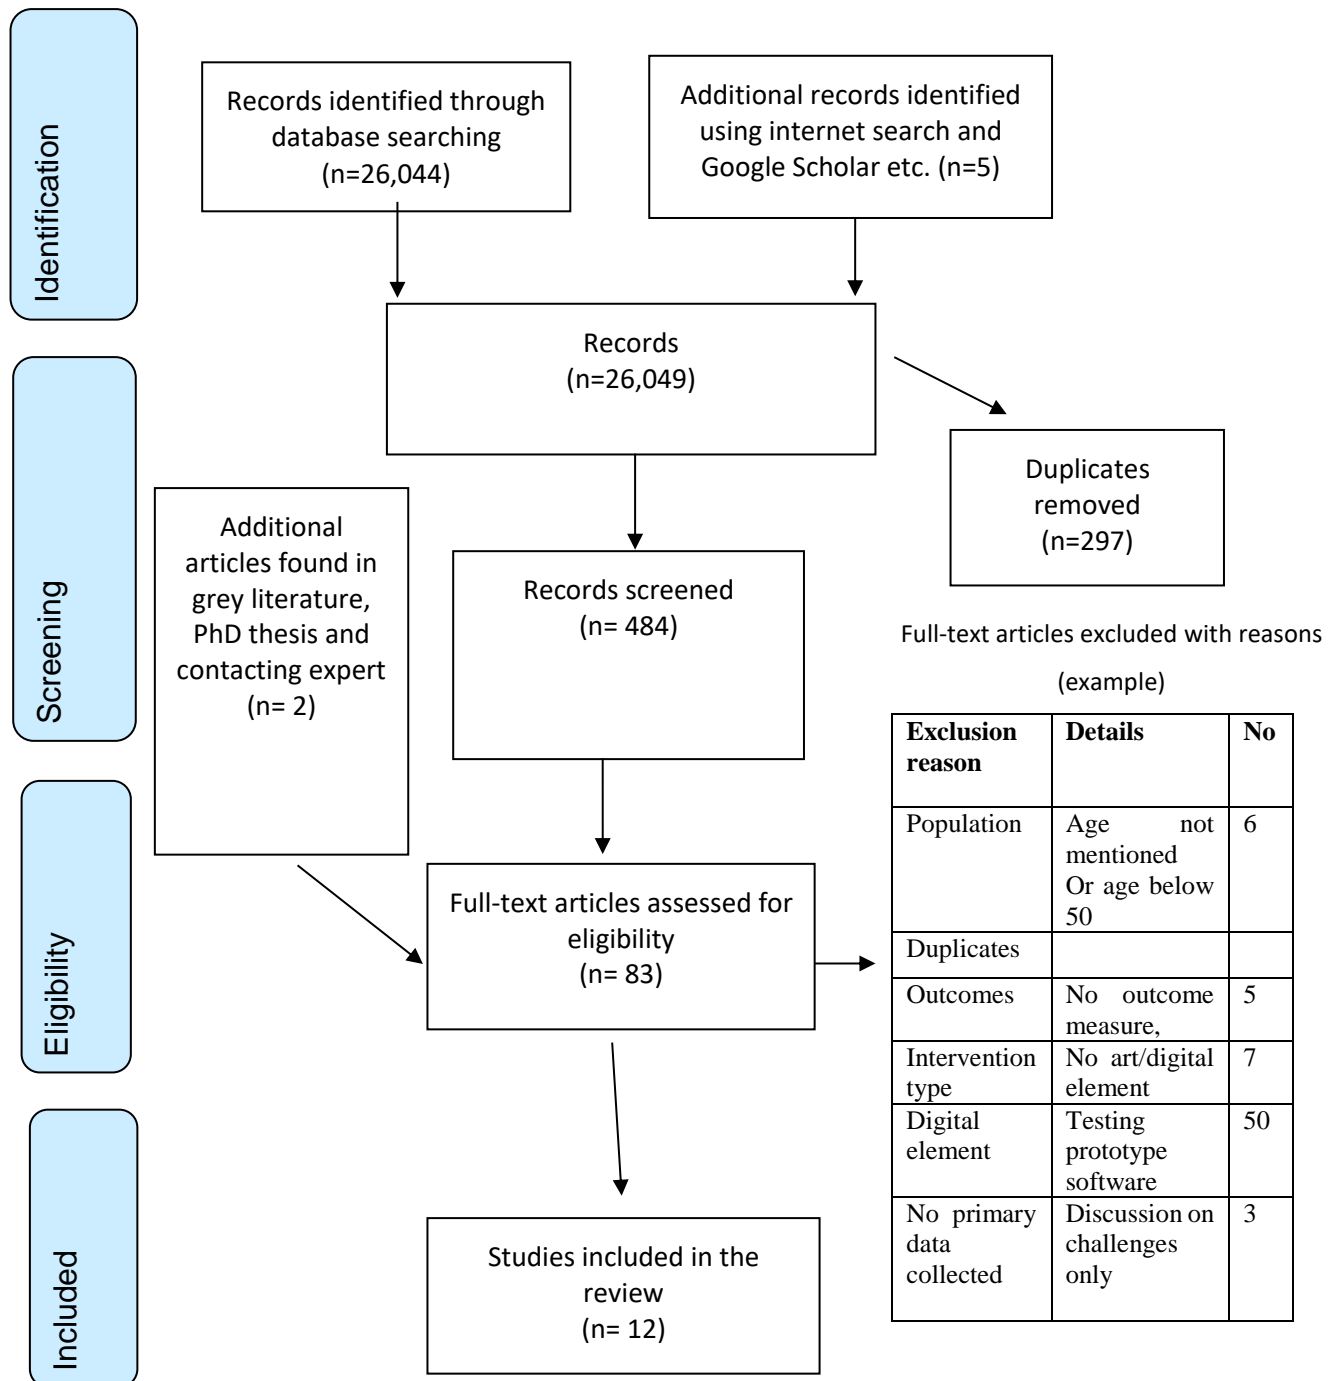 Identification
Records identified through
database searching
(n=26,044)
Additional records identified
using internet search and
Google Scholar etc. (n=5)
Records
(n=26,049)
Duplicates
removed
(n=297)
Screening
Additional
articles found in
grey literature,
PhD thesis and
contacting expert
(n= 2)
Records screened
(n= 484)
Full-text articles excluded with reasons
(example)
Eligibility
Full-text articles assessed for
eligibility
(n= 83)
Exclusion
reason
Details
No
Population
Age not
mentioned
Or age below
50
6
Duplicates
Outcomes
No outcome
measure,
5
Intervention
type
No art/digital
element
7
Digital
element
Testing
prototype
software
50
No primary
data
collected
Discussion on
challenges
only
3
Included
Studies included in the
review
(n= 12)